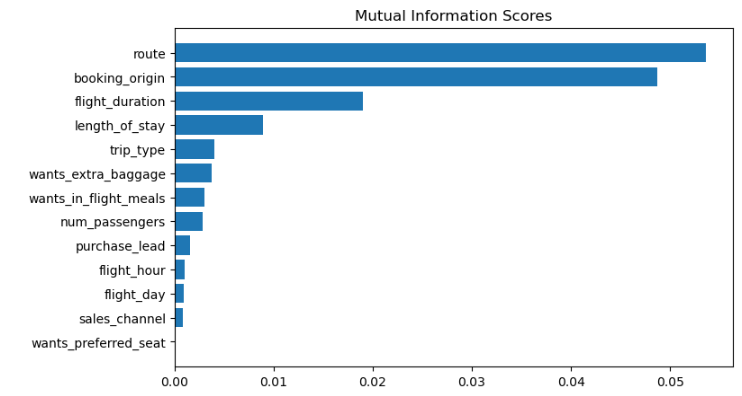 Mutual Information Scores
route
booking_origin
flight_duration
length_of_stay
trip_type
wants_extra_baggage
wants_in_flight_meals
num_passengers
purchase_lead
flight_hour
flight_day
sales_channel
wants_preferred_seat
0.00 0.01 0.02 0.03 0.04 0.05